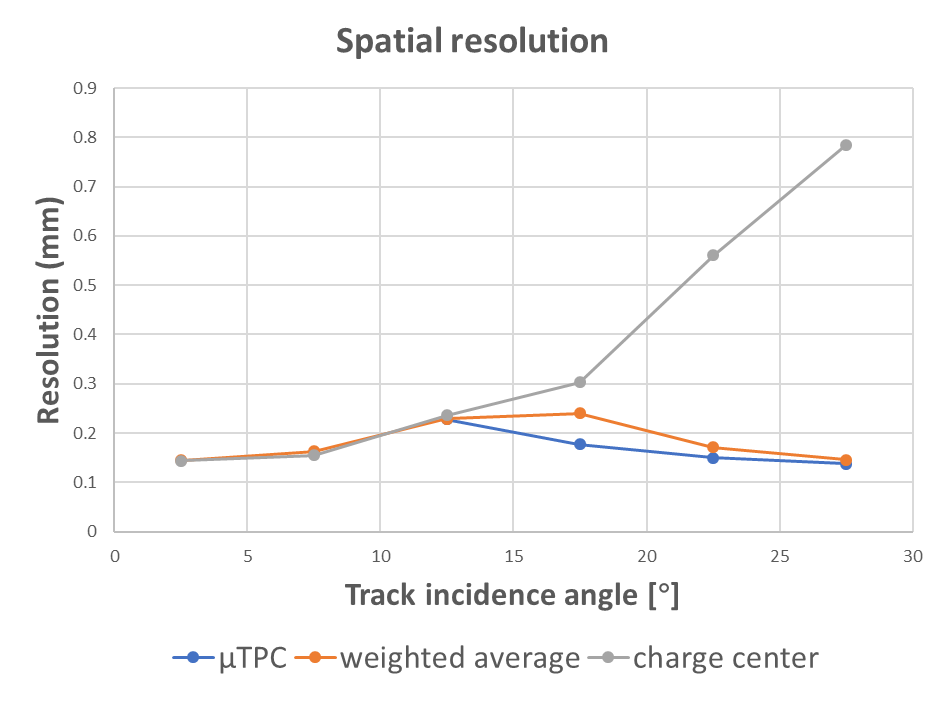 Spatial resolution
0.9
0.8
0.7
0.6
0.5
0.4
0.3
0.2
0.1
0
Resolution (mm)
0 5 10 15 20 25 30
Track incidence angle [°]
μTPC weighted average charge center